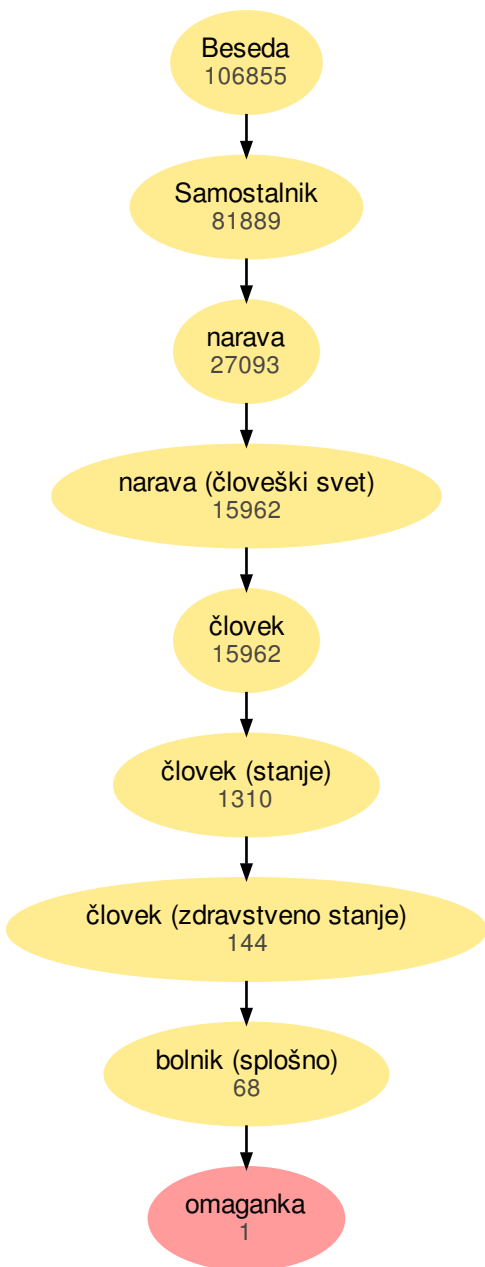 Beseda
106855
Samostalnik
81889
narava
27093
narava (človeški svet)
15962
človek
15962
človek (stanje)
1310
človek (zdravstveno stanje)
144
bolnik (splošno)
68
omaganka
1